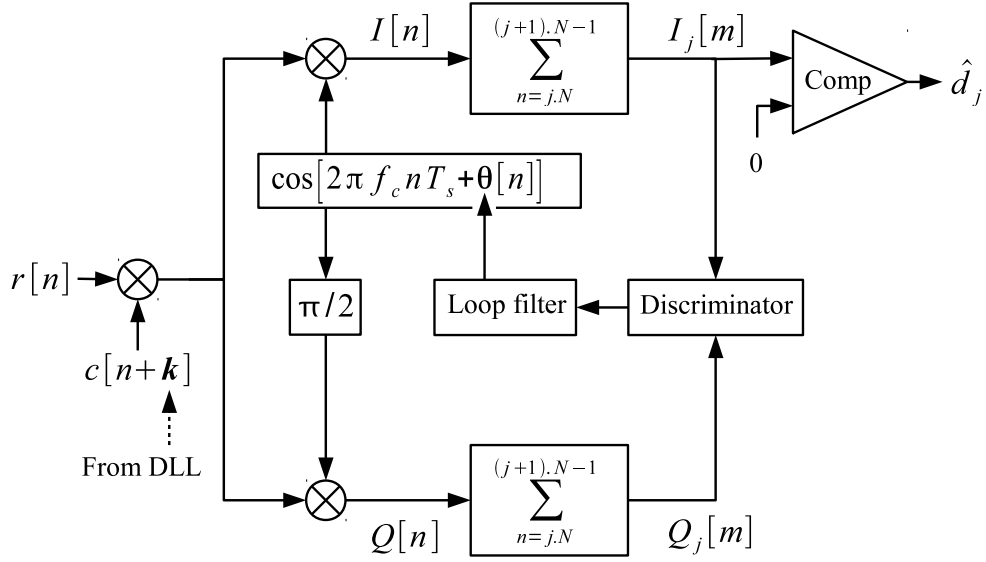 I[n]
(j+1).N−1
∑
n=j.N
I_j[m]
Comp
d̂_j
0
cos[2π f_c n T_s+θ[n]]
r[n]
π/2
Loop filter
Discriminator
c[n+k]
From DLL
(j+1).N−1
∑
n=j.N
Q[n]
Q_j[m]